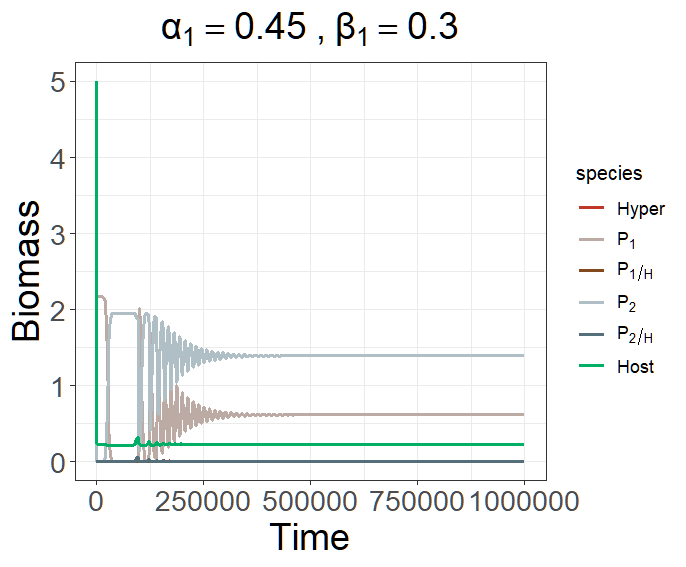 α₁ = 0.45 , β₁ = 0.3
Biomass
5
4
3
2
1
0
0 250000 500000 750000 1000000
Time
species
Hyper
P₁
P₁/H
P₂
P₂/H
Host